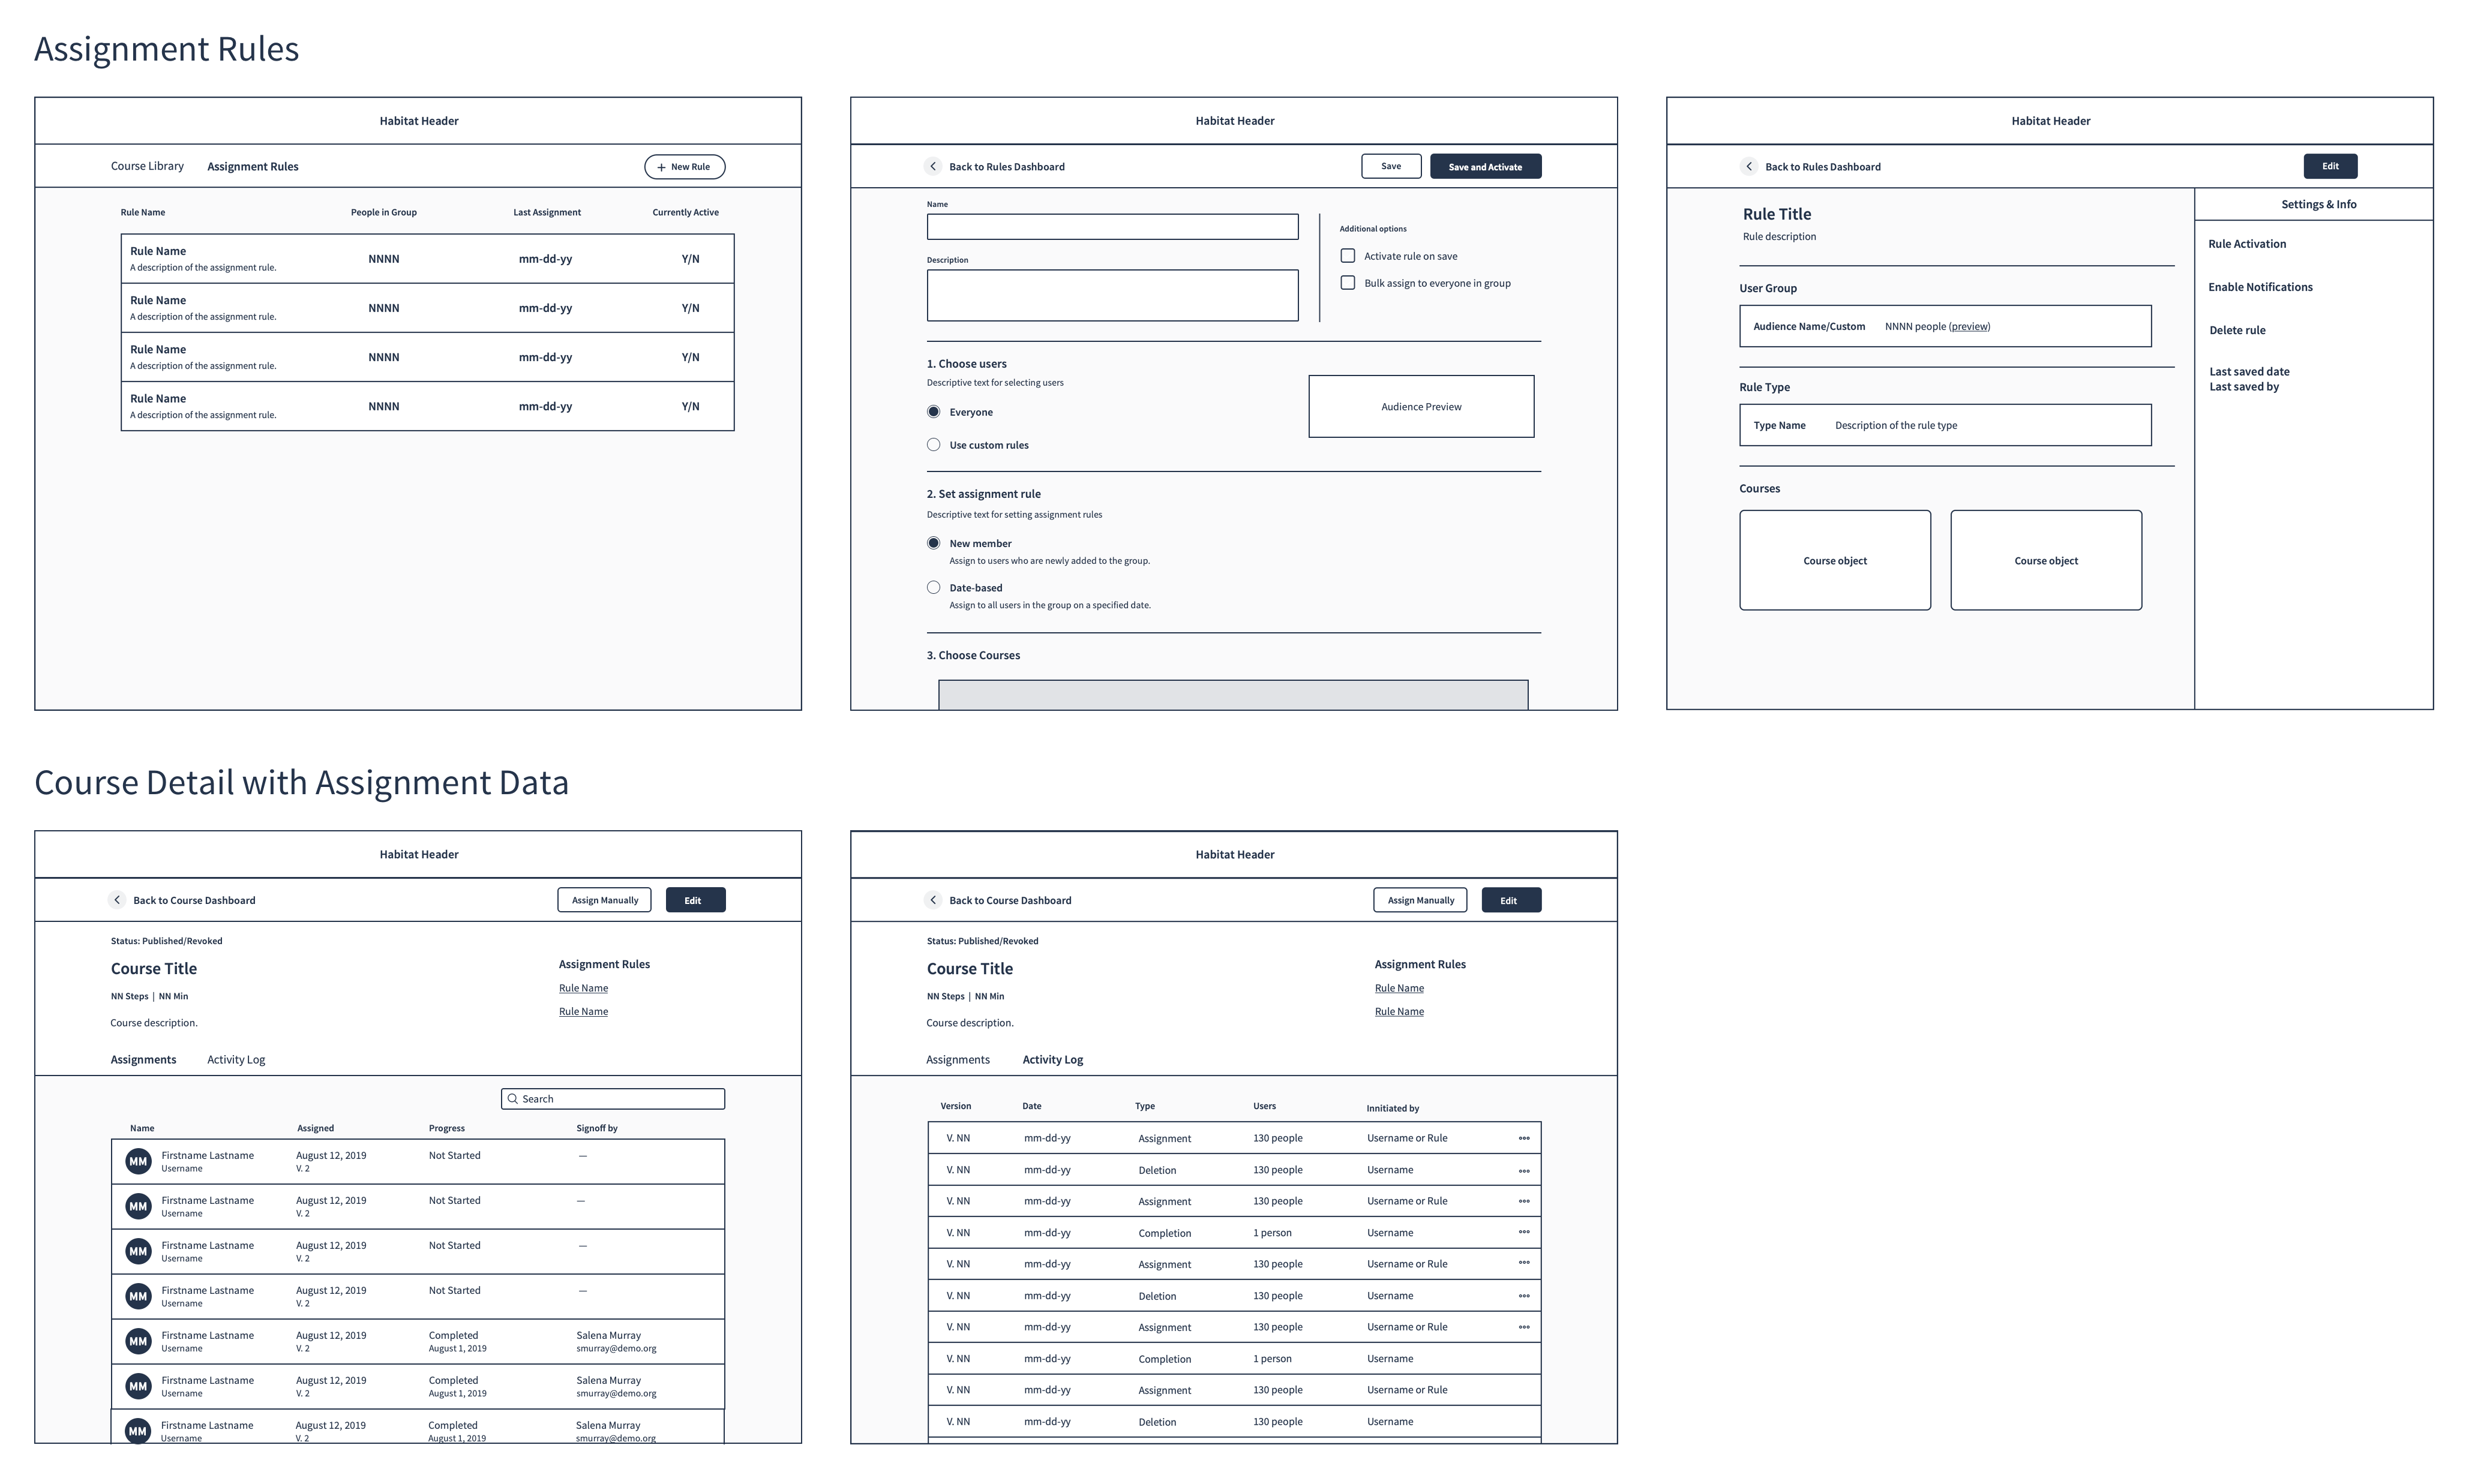 Assignment Rules
Habitat Header
Course Library Assignment Rules + New Rule
Rule Name People in Group Last Assignment Currently Active
Rule Name
A description of the assignment rule.
NNNN mm-dd-yy Y/N
Rule Name
A description of the assignment rule.
NNNN mm-dd-yy Y/N
Rule Name
A description of the assignment rule.
NNNN mm-dd-yy Y/N
Rule Name
A description of the assignment rule.
NNNN mm-dd-yy Y/N
Habitat Header
Back to Rules Dashboard Save Save and Activate
Name
Description
Additional options
Activate rule on save
Bulk assign to everyone in group
1. Choose users
Descriptive text for selecting users
Everyone
Use custom rules
Audience Preview
2. Set assignment rule
Descriptive text for setting assignment rules
New member
Assign to users who are newly added to the group.
Date-based
Assign to all users in the group on a specified date.
3. Choose Courses
Habitat Header
Back to Rules Dashboard Edit
Rule Title
Rule description
User Group
Audience Name/Custom NNNN people (preview)
Rule Type
Type Name Description of the rule type
Courses
Course object Course object
Settings & Info
Rule Activation
Enable Notifications
Delete rule
Last saved date
Last saved by
Course Detail with Assignment Data
Habitat Header
Back to Course Dashboard Assign Manually Edit
Status: Published/Revoked
Course Title
NN Steps | NN Min
Course description.
Assignment Rules
Rule Name
Rule Name
Assignments Activity Log
Search
Name Assigned Progress Signoff by
MM Firstname Lastname August 12, 2019 Not Started —
Username V. 2
MM Firstname Lastname August 12, 2019 Not Started —
Username V. 2
MM Firstname Lastname August 12, 2019 Not Started —
Username V. 2
MM Firstname Lastname August 12, 2019 Not Started —
Username V. 2
MM Firstname Lastname August 12, 2019 Completed Salena Murray
Username V. 2 August 1, 2019 smurray@demo.org
MM Firstname Lastname August 12, 2019 Completed Salena Murray
Username V. 2 August 1, 2019 smurray@demo.org
MM Firstname Lastname August 12, 2019 Completed Salena Murray
Username V. 2 August 1, 2019 smurray@demo.org
Habitat Header
Back to Course Dashboard Assign Manually Edit
Status: Published/Revoked
Course Title
NN Steps | NN Min
Course description.
Assignment Rules
Rule Name
Rule Name
Assignments Activity Log
Version Date Type Users Innitiated by
V. NN mm-dd-yy Assignment 130 people Username or Rule
V. NN mm-dd-yy Deletion 130 people Username
V. NN mm-dd-yy Assignment 130 people Username or Rule
V. NN mm-dd-yy Completion 1 person Username
V. NN mm-dd-yy Assignment 130 people Username or Rule
V. NN mm-dd-yy Deletion 130 people Username
V. NN mm-dd-yy Assignment 130 people Username or Rule
V. NN mm-dd-yy Completion 1 person Username
V. NN mm-dd-yy Assignment 130 people Username or Rule
V. NN mm-dd-yy Deletion 130 people Username